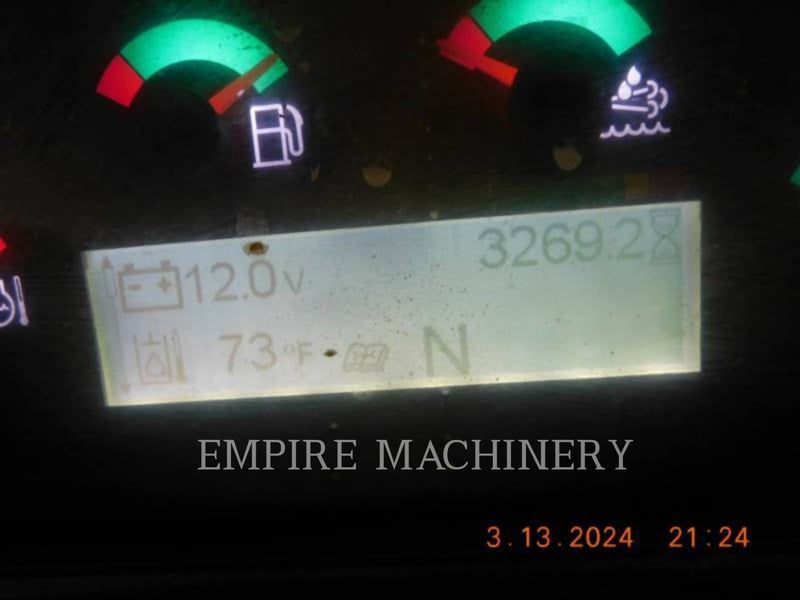 3269.2
12.0V
73°F N
EMPIRE MACHINERY
3.13.2024 21:24